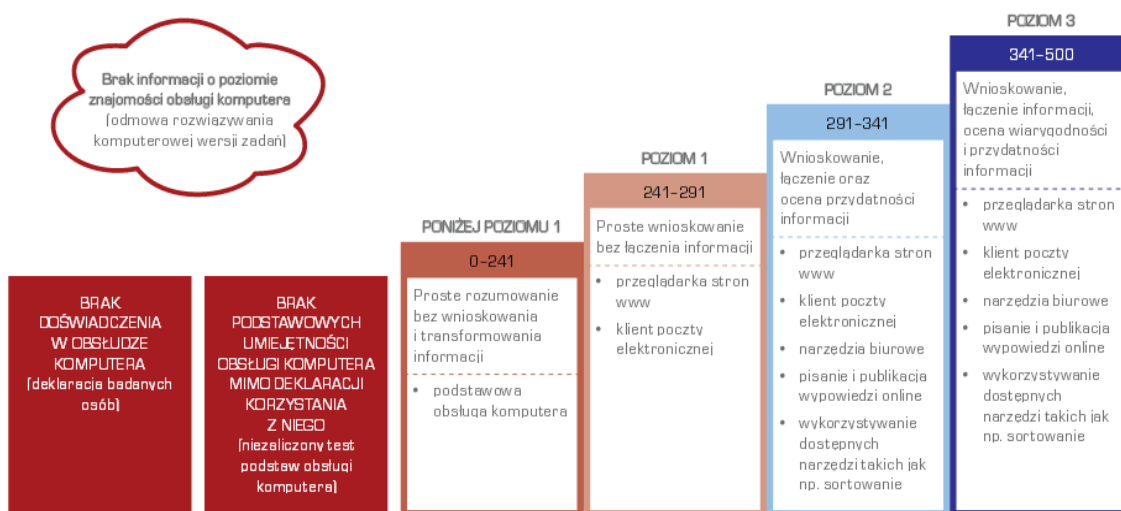 Brak informacji o poziomie
znajomości obsługi komputera
(odmowa rozwiązywania
komputerowej wersji zadań)
BRAK
DOŚWIADCZENIA
W OBSŁUDZE
KOMPUTERA
(deklaracja badanych
osób)
BRAK
PODSTAWOWYCH
UMIEJĘTNOŚCI
OBSŁUGI KOMPUTERA
MIMO DEKLARACJI
KORZYSTANIA
Z NIEGO
(niezaliczony test
podstaw obsługi
komputera)
PONIŻEJ POZIOMU 1
0–241
Proste rozumowanie
bez wnioskowania
i transformowania
informacji
• podstawowa
obsługa komputera
POZIOM 1
241–291
Proste wnioskowanie
bez łączenia informacji
• przeglądarka stron
www
• klient poczty
elektronicznej
POZIOM 2
291–341
Wnioskowanie,
łączenie oraz
ocena przydatności
informacji
• przeglądarka stron
www
• klient poczty
elektronicznej
• narzędzia biurowe
• pisanie i publikacja
wypowiedzi online
• wykorzystywanie
dostępnych
narzędzi takich jak
np. sortowanie
POZIOM 3
341–500
Wnioskowanie,
łączenie informacji,
ocena wiarygodności
i przydatności
informacji
• przeglądarka stron
www
• klient poczty
elektronicznej
• narzędzia biurowe
• pisanie i publikacja
wypowiedzi online
• wykorzystywanie
dostępnych
narzędzi takich jak
np. sortowanie